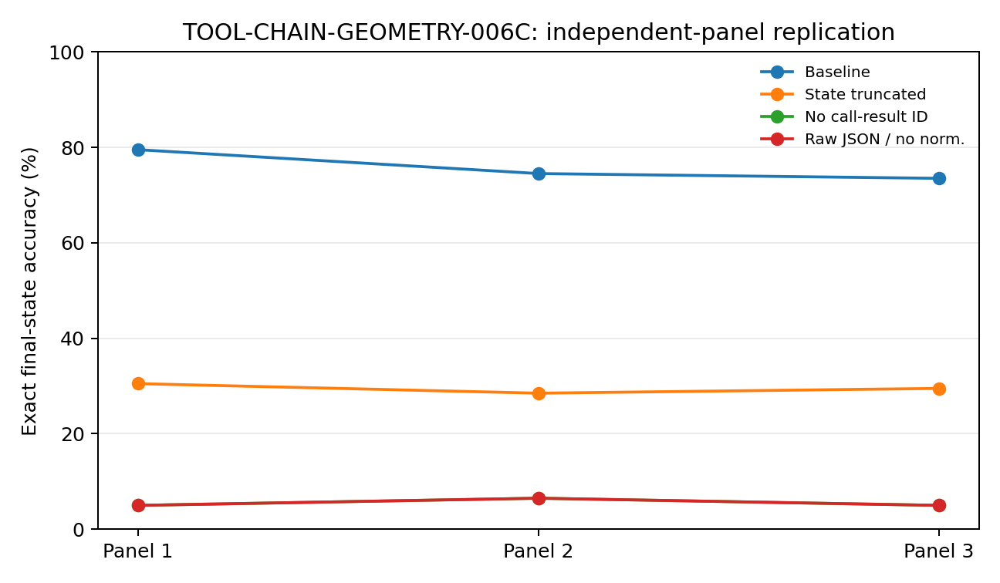 TOOL-CHAIN-GEOMETRY-006C: independent-panel replication
Exact final-state accuracy (%)
100
80
60
40
20
0
Baseline
State truncated
No call-result ID
Raw JSON / no norm.
Panel 1
Panel 2
Panel 3